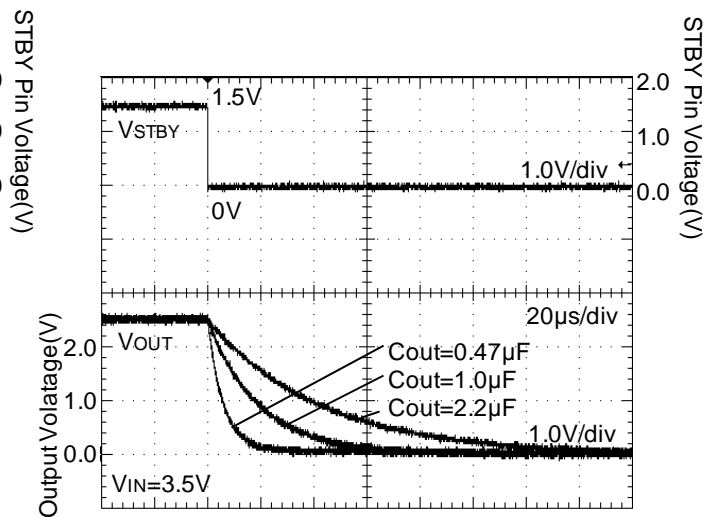 STBY Pin Voltage(V)
2.0
1.0
0.0
STBY Pin Voltage(V)
1.5V
VSTBY
1.0V/div
0V
20µs/div
VOUT
Cout=0.47µF
Cout=1.0µF
Cout=2.2µF
1.0V/div
VIN=3.5V
2.0
1.0
0.0
Output Volatage(V)